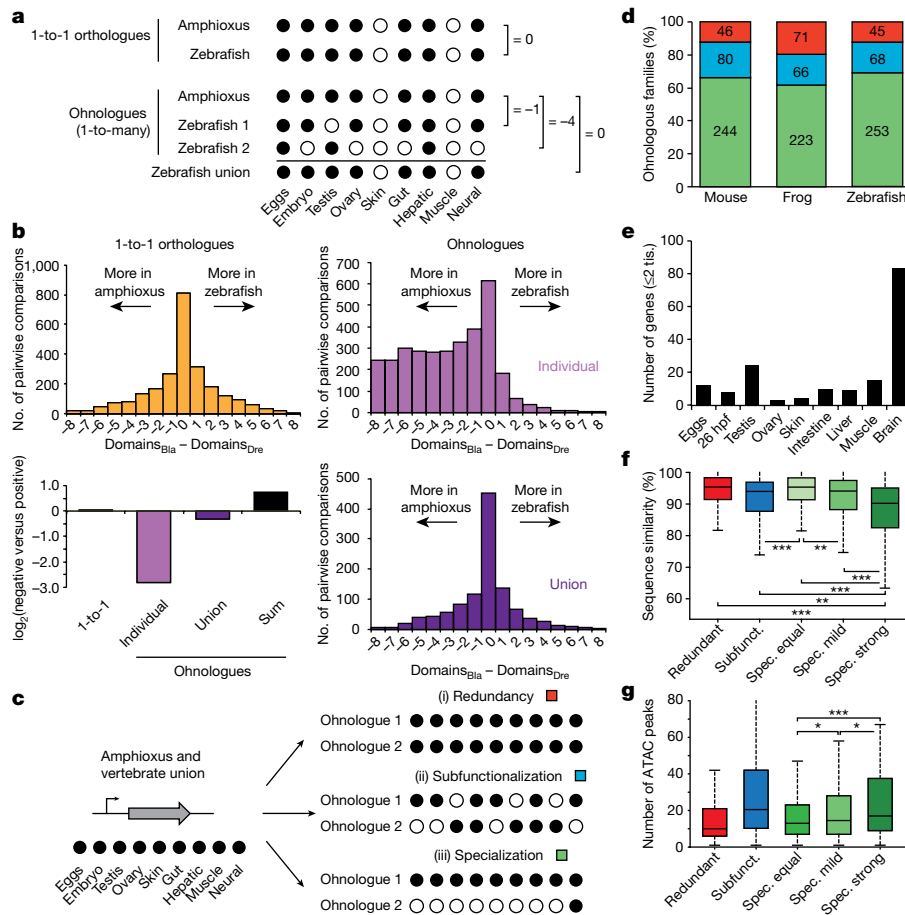 a
1-to-1 orthologues
Amphioxus
Zebrafish
= 0
Ohnologues
(1-to-many)
Amphioxus
Zebrafish 1
Zebrafish 2
Zebrafish union
= –1
= –4
= 0
Eggs
Embryo
Testis
Ovary
Skin
Gut
Hepatic
Muscle
Neural
b
1-to-1 orthologues
No. of pairwise comparisons
1,000
800
600
400
200
0
More in
amphioxus
More in
zebrafish
–8 –7 –6 –5 –4 –3 –2 –1 0 1 2 3 4 5 6 7 8
Domains Bla – Domains Dre
Ohnologues
No. of pairwise comparisons
700
600
500
400
300
200
100
0
More in
amphioxus
More in
zebrafish
Individual
–8 –7 –6 –5 –4 –3 –2 –1 0 1 2 3 4 5 6 7 8
Domains Bla – Domains Dre
log2(negative versus positive)
1.0
0
–1.0
–2.0
–3.0
1-to-1
Individual
Union
Sum
Ohnologues
No. of pairwise comparisons
500
400
300
200
100
0
More in
amphioxus
More in
zebrafish
Union
–8 –7 –6 –5 –4 –3 –2 –1 0 1 2 3 4 5 6 7 8
Domains Bla – Domains Dre
c
Amphioxus and
vertebrate union
Eggs
Embryo
Testis
Ovary
Skin
Gut
Hepatic
Muscle
Neural
(i) Redundancy
Ohnologue 1
Ohnologue 2
(ii) Subfunctionalization
Ohnologue 1
Ohnologue 2
(iii) Specialization
Ohnologue 1
Ohnologue 2
d
Ohnologous families (%)
100
80
60
40
20
0
46
80
244
71
66
223
45
68
253
Mouse
Frog
Zebrafish
e
Number of genes (≤2 tis.)
100
80
60
40
20
0
Eggs
26 hpf
Testis
Ovary
Skin
Intestine
Liver
Muscle
Brain
f
Sequence similarity (%)
100
90
80
70
60
***
**
***
***
**
***
Redundant
Subfunct.
Spec. equal
Spec. mild
Spec. strong
g
Number of ATAC peaks
80
60
40
20
0
***
*
*
Redundant
Subfunct.
Spec. equal
Spec. mild
Spec. strong